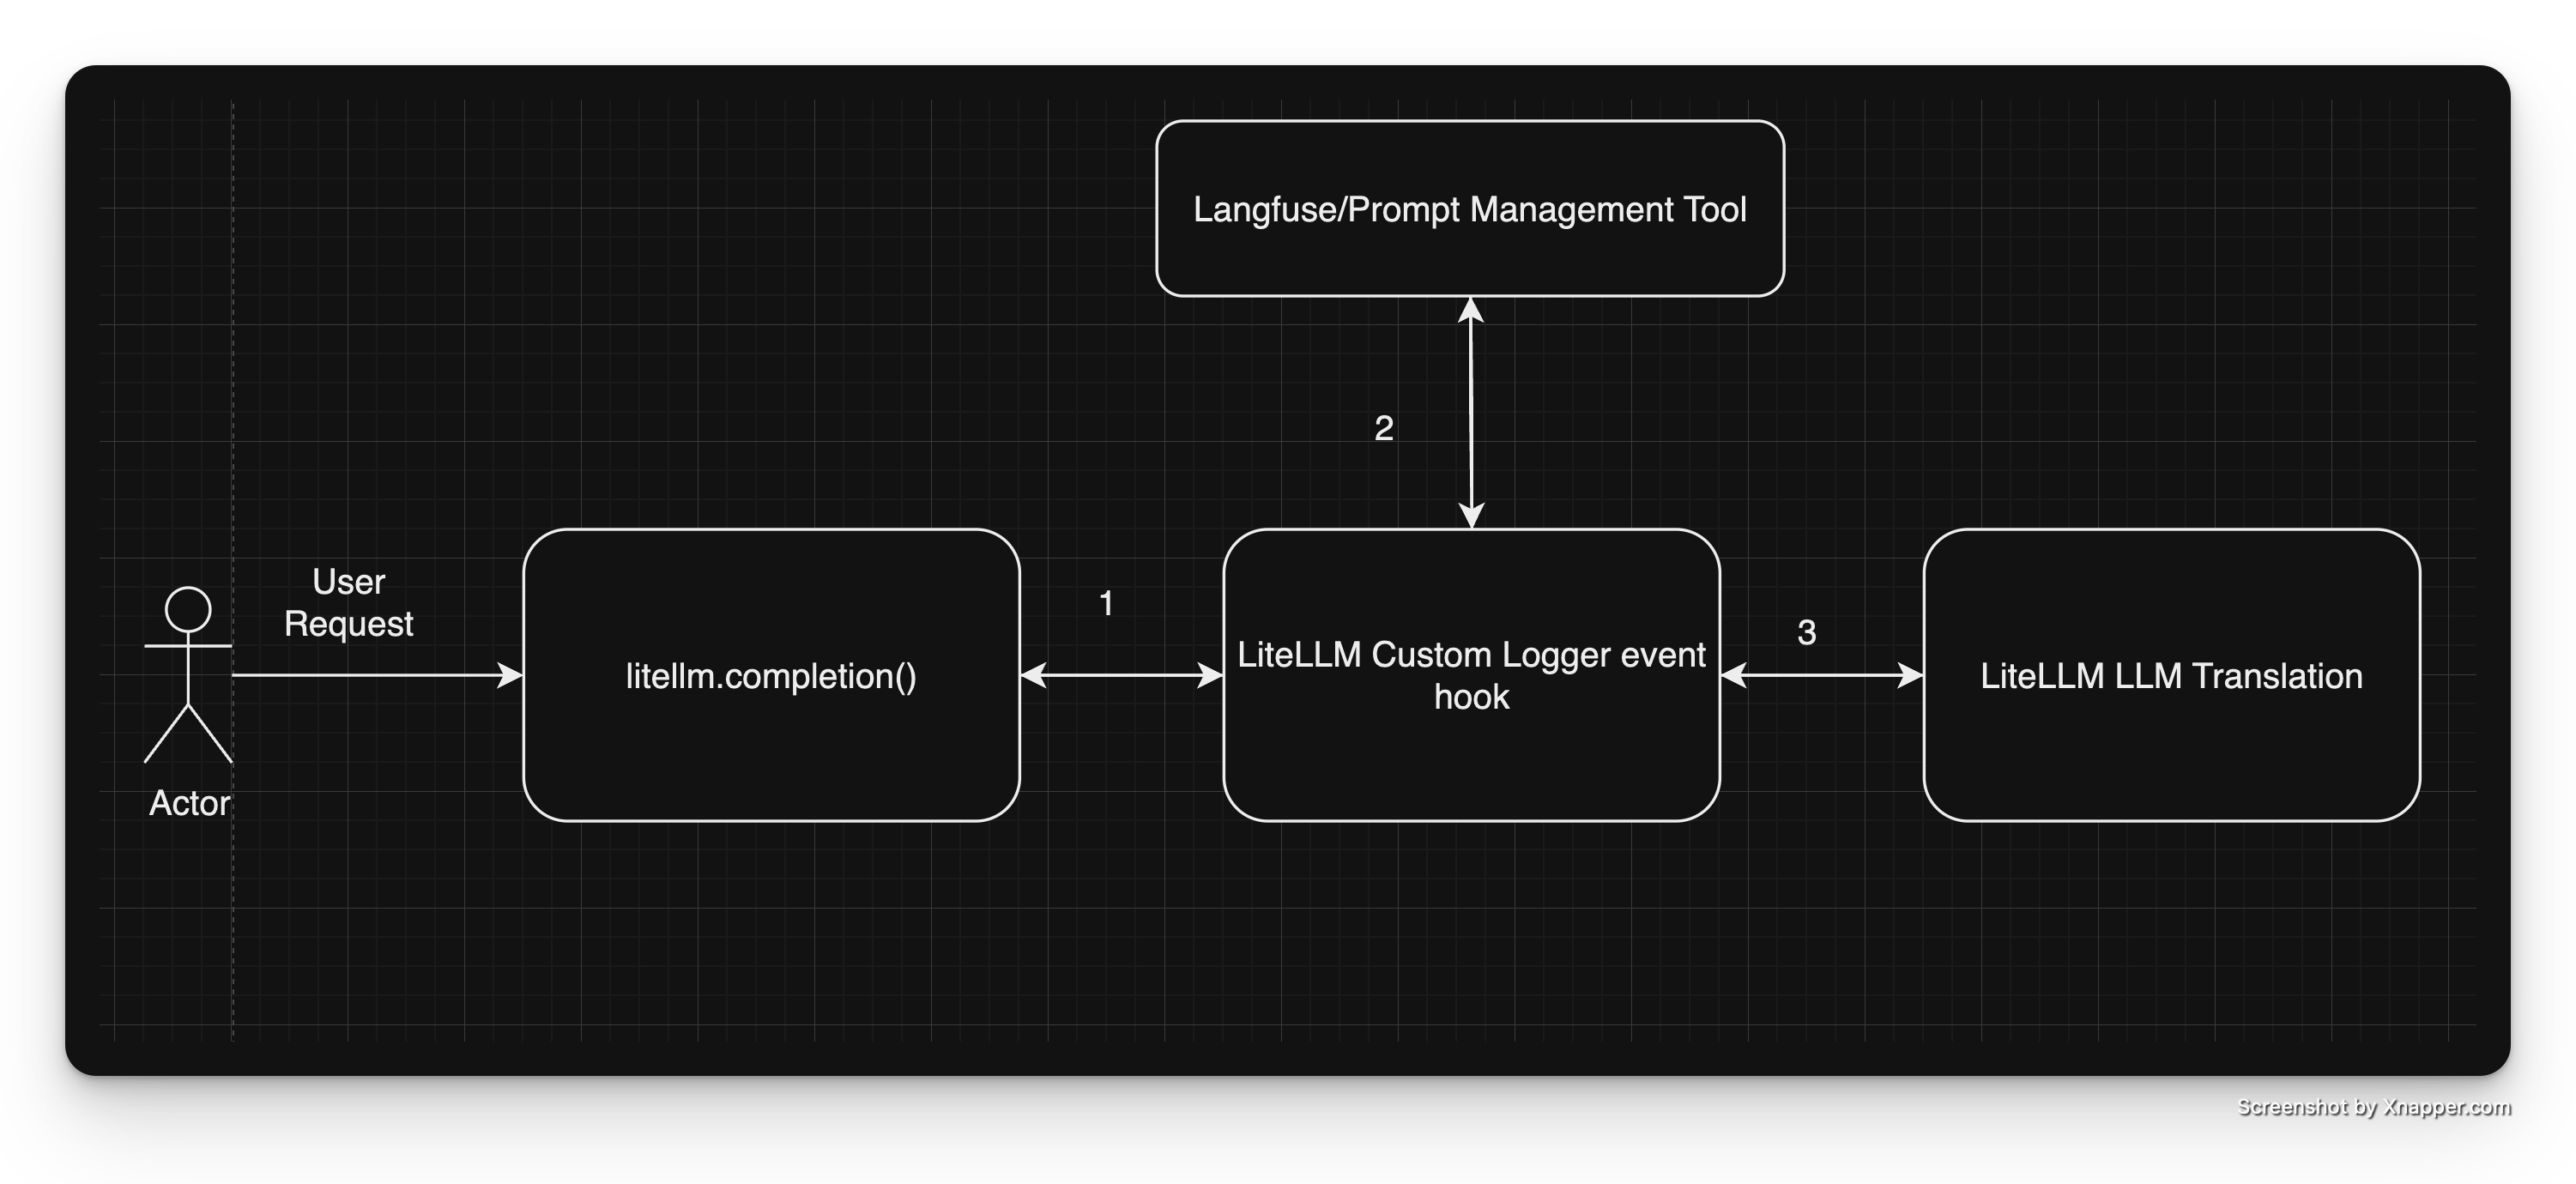 Langfuse/Prompt Management Tool
2
User
Request
1
3
litellm.completion()
LiteLLM Custom Logger event
hook
LiteLLM LLM Translation
Actor
Screenshot by Xnapper.com